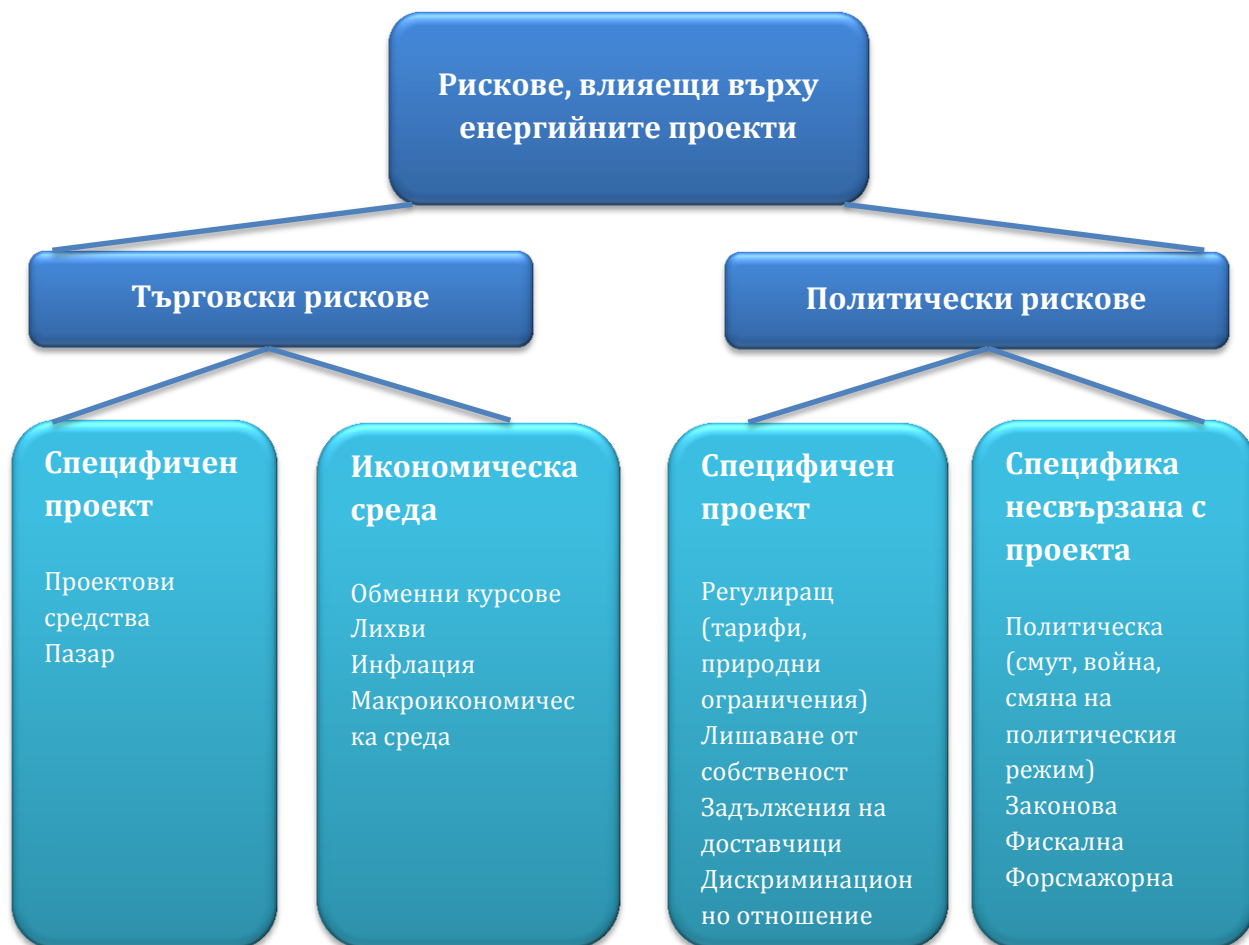 Рискове, влияещи върху
енергийните проекти
Търговски рискове
Политически рискове
Специфичен
проект
Проектови
средства
Пазар
Икономическа
среда
Обменни курсове
Лихви
Инфлация
Макроикономичес
ка среда
Специфичен
проект
Регулиращ
(тарифи,
природни
ограничения)
Лишаване от
собственост
Задължения на
доставчици
Дискриминацион
но отношение
Специфика
несвързана с
проекта
Политическа
(смут, война,
смяна на
политическия
режим)
Законова
Фискална
Форсмажорна